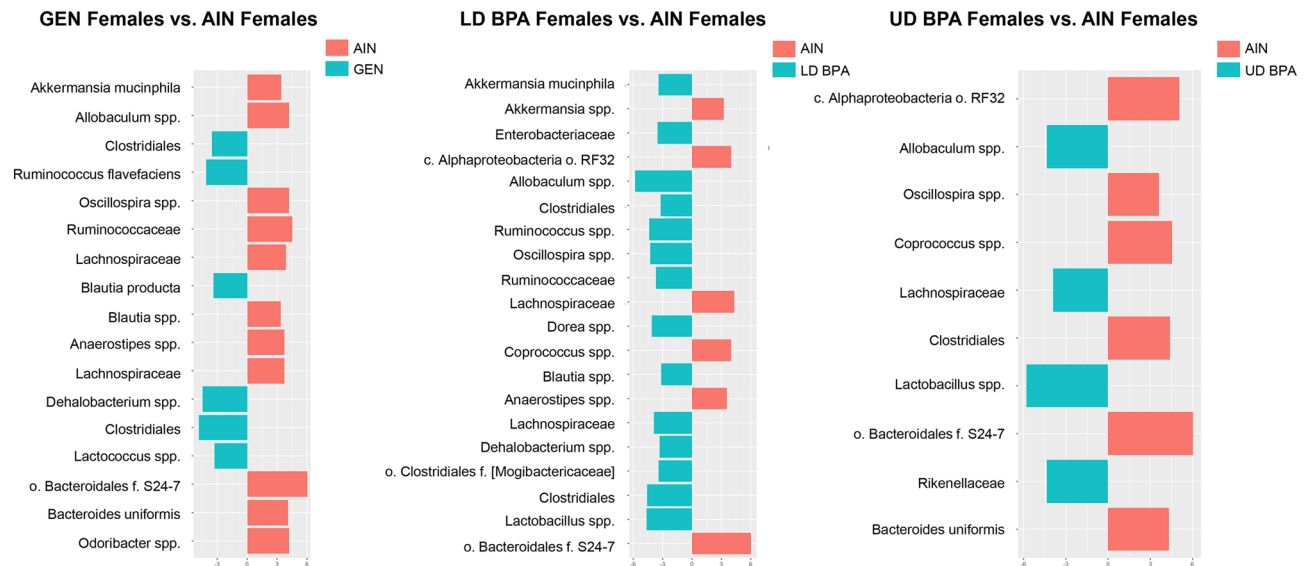 GEN Females vs. AIN Females
AIN
GEN
Akkermansia mucinphila
Allobaculum spp.
Clostridiales
Ruminococcus flavefaciens
Oscillospira spp.
Ruminococcaceae
Lachnospiraceae
Blautia producta
Blautia spp.
Anaerostipes spp.
Lachnospiraceae
Dehalobacterium spp.
Clostridiales
Lactococcus spp.
o. Bacteroidales f. S24-7
Bacteroides uniformis
Odoribacter spp.
-3 0 3 6
LD BPA Females vs. AIN Females
AIN
LD BPA
Akkermansia mucinphila
Akkermansia spp.
Enterobacteriaceae
c. Alphaproteobacteria o. RF32
Allobaculum spp.
Clostridiales
Ruminococcus spp.
Oscillospira spp.
Ruminococcaceae
Lachnospiraceae
Dorea spp.
Coprococcus spp.
Blautia spp.
Anaerostipes spp.
Lachnospiraceae
Dehalobacterium spp.
o. Clostridiales f. [Mogibactericaceae]
Clostridiales
Lactobacillus spp.
o. Bacteroidales f. S24-7
-6 -3 0 3 6
UD BPA Females vs. AIN Females
AIN
UD BPA
c. Alphaproteobacteria o. RF32
Allobaculum spp.
Oscillospira spp.
Coprococcus spp.
Lachnospiraceae
Clostridiales
Lactobacillus spp.
o. Bacteroidales f. S24-7
Rikenellaceae
Bacteroides uniformis
-6 -3 0 3 6